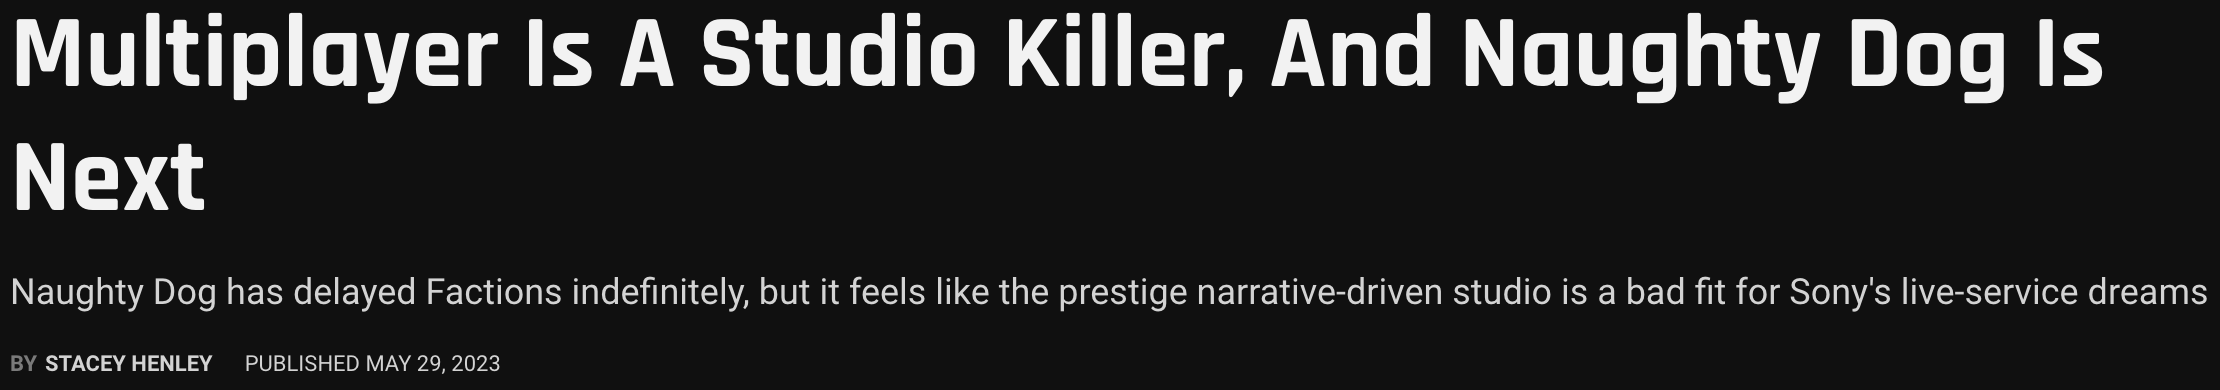 Multiplayer Is A Studio Killer, And Naughty Dog Is
Next
Naughty Dog has delayed Factions indefinitely, but it feels like the prestige narrative-driven studio is a bad fit for Sony's live-service dreams
BY STACEY HENLEY PUBLISHED MAY 29, 2023